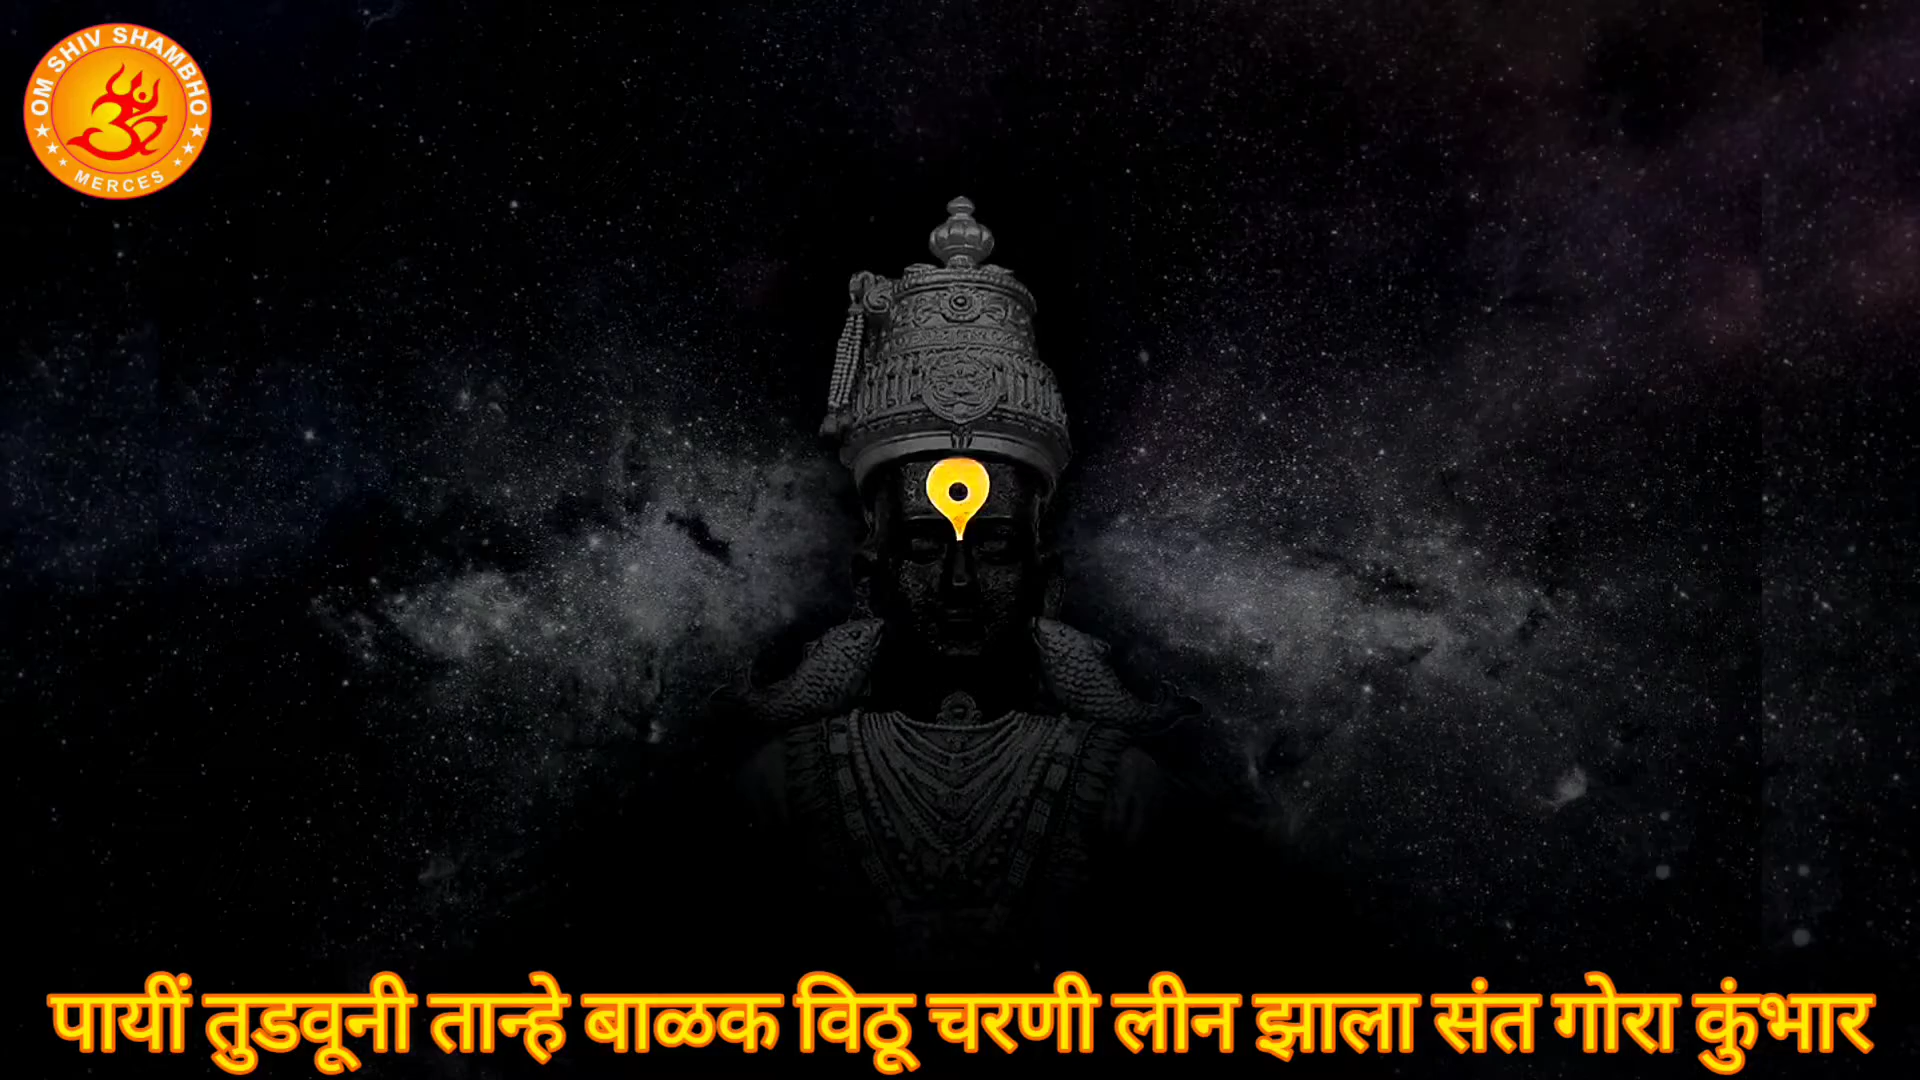 OM SHIV SHAMBHO
MERCES
पायीं तुडवूनी तान्हे बाळक विठू चरणी लीन झाला संत गोरा कुंभार